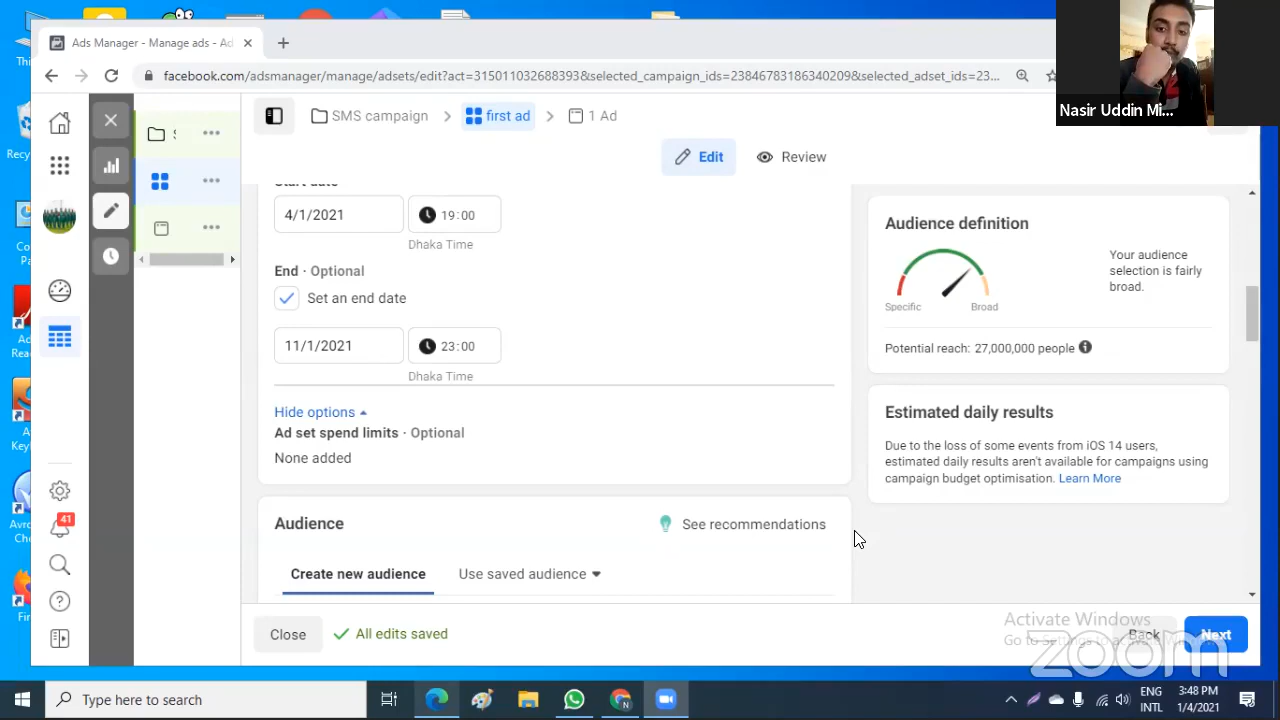 Ads Manager - Manage ads - Ad
facebook.com/adsmanager/manage/adsets/edit?act=315011032688393&selected_campaign_ids=23846783186340209&selected_adset_ids=23...
Nasir Uddin Mi...
SMS campaign
first ad
1 Ad
Edit
Review
Start date
4/1/2021
19:00
Dhaka Time
End · Optional
Set an end date
11/1/2021
23:00
Dhaka Time
Hide options
Ad set spend limits · Optional
None added
Audience
See recommendations
Create new audience
Use saved audience
Audience definition
Specific
Broad
Your audience
selection is fairly
broad.
Potential reach: 27,000,000 people
Estimated daily results
Due to the loss of some events from iOS 14 users,
estimated daily results aren't available for campaigns using
campaign budget optimisation. Learn More
41
Close
All edits saved
Back
Next
Activate Windows
Go to Settings to
zoom
Type here to search
ENG
INTL
3:48 PM
1/4/2021